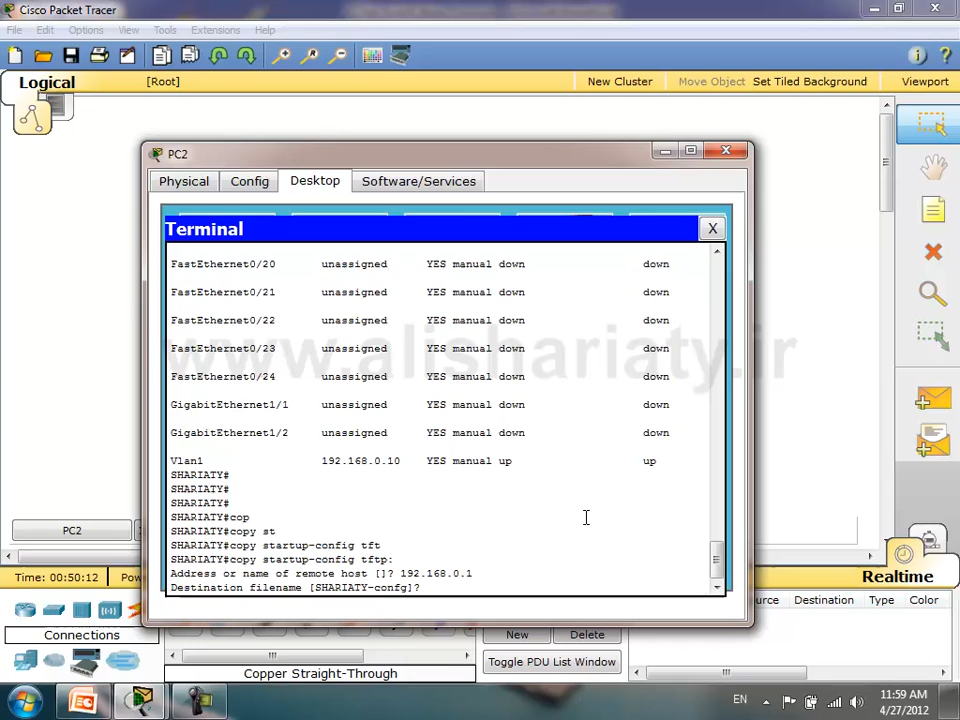 Cisco Packet Tracer
File Edit Options View Tools Extensions Help
Logical [Root] New Cluster Move Object Set Tiled Background Viewport
PC2
Physical Config Desktop Software/Services
Terminal X
FastEthernet0/20 unassigned YES manual down down
FastEthernet0/21 unassigned YES manual down down
FastEthernet0/22 unassigned YES manual down down
www.alishariaty.ir
FastEthernet0/23 unassigned YES manual down down
FastEthernet0/24 unassigned YES manual down down
GigabitEthernet1/1 unassigned YES manual down down
GigabitEthernet1/2 unassigned YES manual down down
Vlan1 192.168.0.10 YES manual up up
SHARIATY#
SHARIATY#
SHARIATY#
SHARIATY#cop
SHARIATY#copy st
SHARIATY#copy startup-config tft
SHARIATY#copy startup-config tftp:
Address or name of remote host []? 192.168.0.1
Destination filename [SHARIATY-confg]?
PC2
Time: 00:50:12
Realtime
Destination Type Color
Connections
New Delete
Toggle PDU List Window
Copper Straight-Through
EN
11:59 AM
4/27/2012